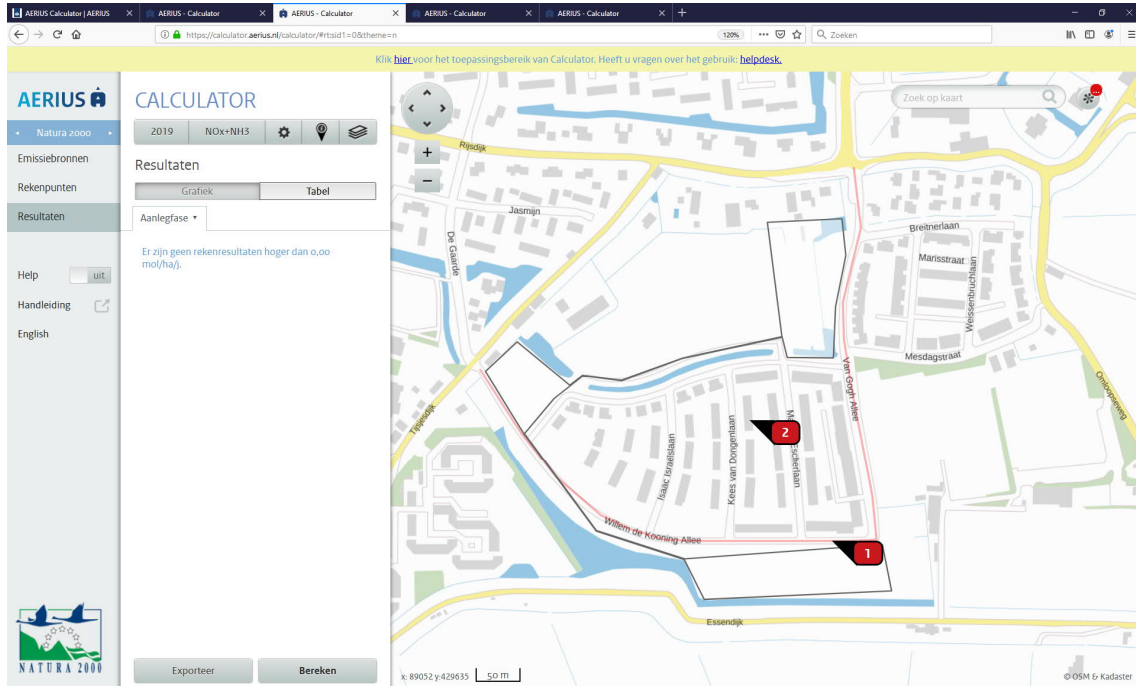 AERIUS Calculator | AERIUS
AERIUS - Calculator
AERIUS - Calculator
AERIUS - Calculator
AERIUS - Calculator
https://calculator.aerius.nl/calculator/#rt:sid1=0&theme=n
120%
Zoeken
Klik hier voor het toepassingsbereik van Calculator. Heeft u vragen over het gebruik: helpdesk.
AERIUS
Natura 2000
Emissiebronnen
Rekenpunten
Resultaten
Help
uit
Handleiding
English
NATURA 2000
CALCULATOR
2019
NOx+NH3
Resultaten
Grafiek
Tabel
Aanlegfase
Er zijn geen rekenresultaten hoger dan 0,00
mol/ha/j.
Exporteer
Bereken
Zoek op kaart
+
−
Rijsdijk
Jasmijn
De Gaarde
Breitnerlaan
Marisstraat
Weissenbruchlaan
Mesdagstraat
Van Gogh Allee
Omloopseweg
Tijsjesdijk
2
Escherlaan
Kees van Dongenlaan
Isaac Israëlslaan
Willem de Kooning Allee
1
Essendijk
x: 89052 y:429635
50 m
© OSM & Kadaster